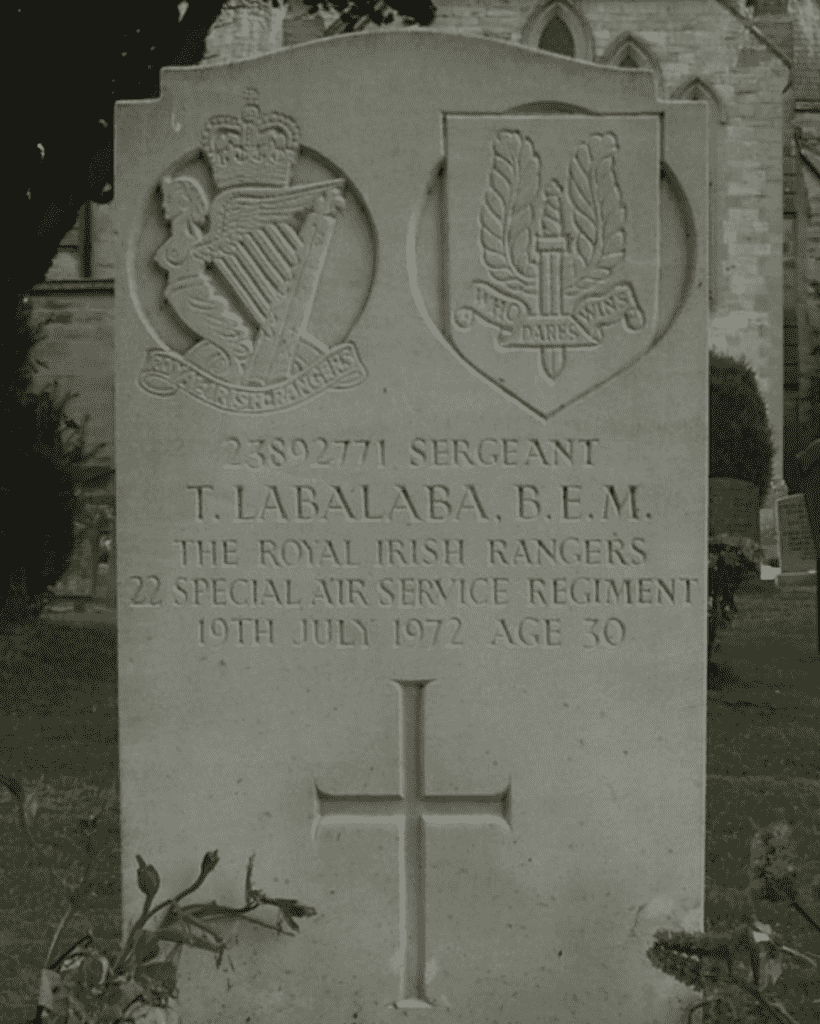 ROYAL IRISH RANGERS
WHO DARES WINS
23892771 SERGEANT
T. LABALABA, B.E.M.
THE ROYAL IRISH RANGERS
22 SPECIAL AIR SERVICE REGIMENT
19TH JULY 1972 AGE 30